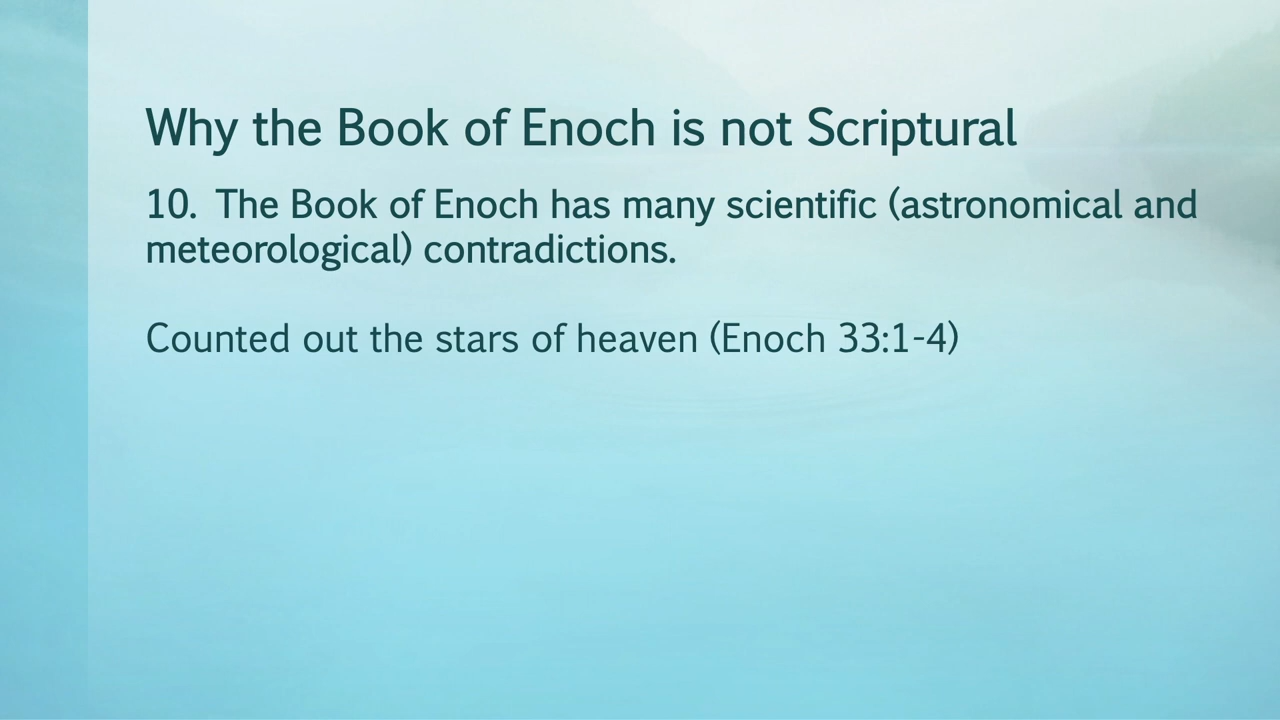 Why the Book of Enoch is not Scriptural
10. The Book of Enoch has many scientific (astronomical and
meteorological) contradictions.
Counted out the stars of heaven (Enoch 33:1-4)